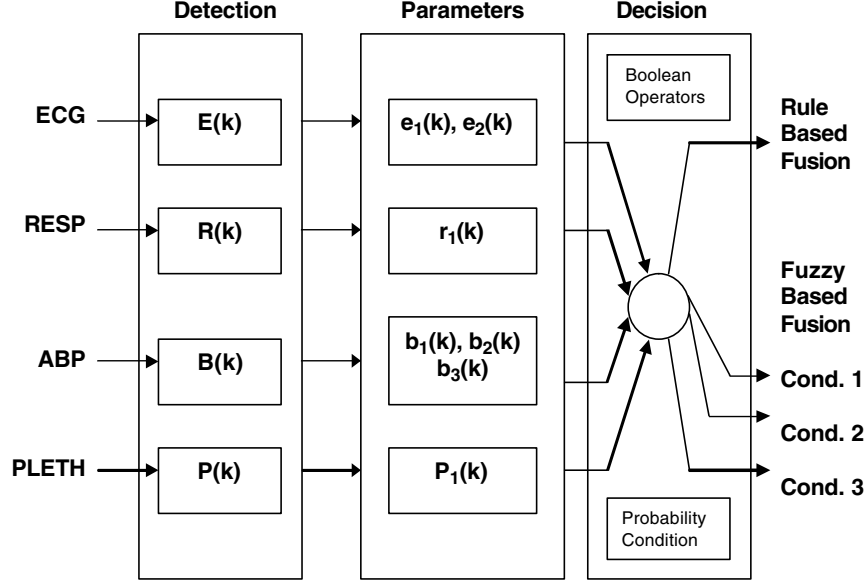 Detection Parameters Decision
Boolean
Operators
ECG E(k) e₁(k), e₂(k)
Rule
Based
Fusion
RESP R(k) r₁(k)
Fuzzy
Based
Fusion
ABP B(k) b₁(k), b₂(k)
b₃(k)
Cond. 1
Cond. 2
PLETH P(k) P₁(k)
Cond. 3
Probability
Condition